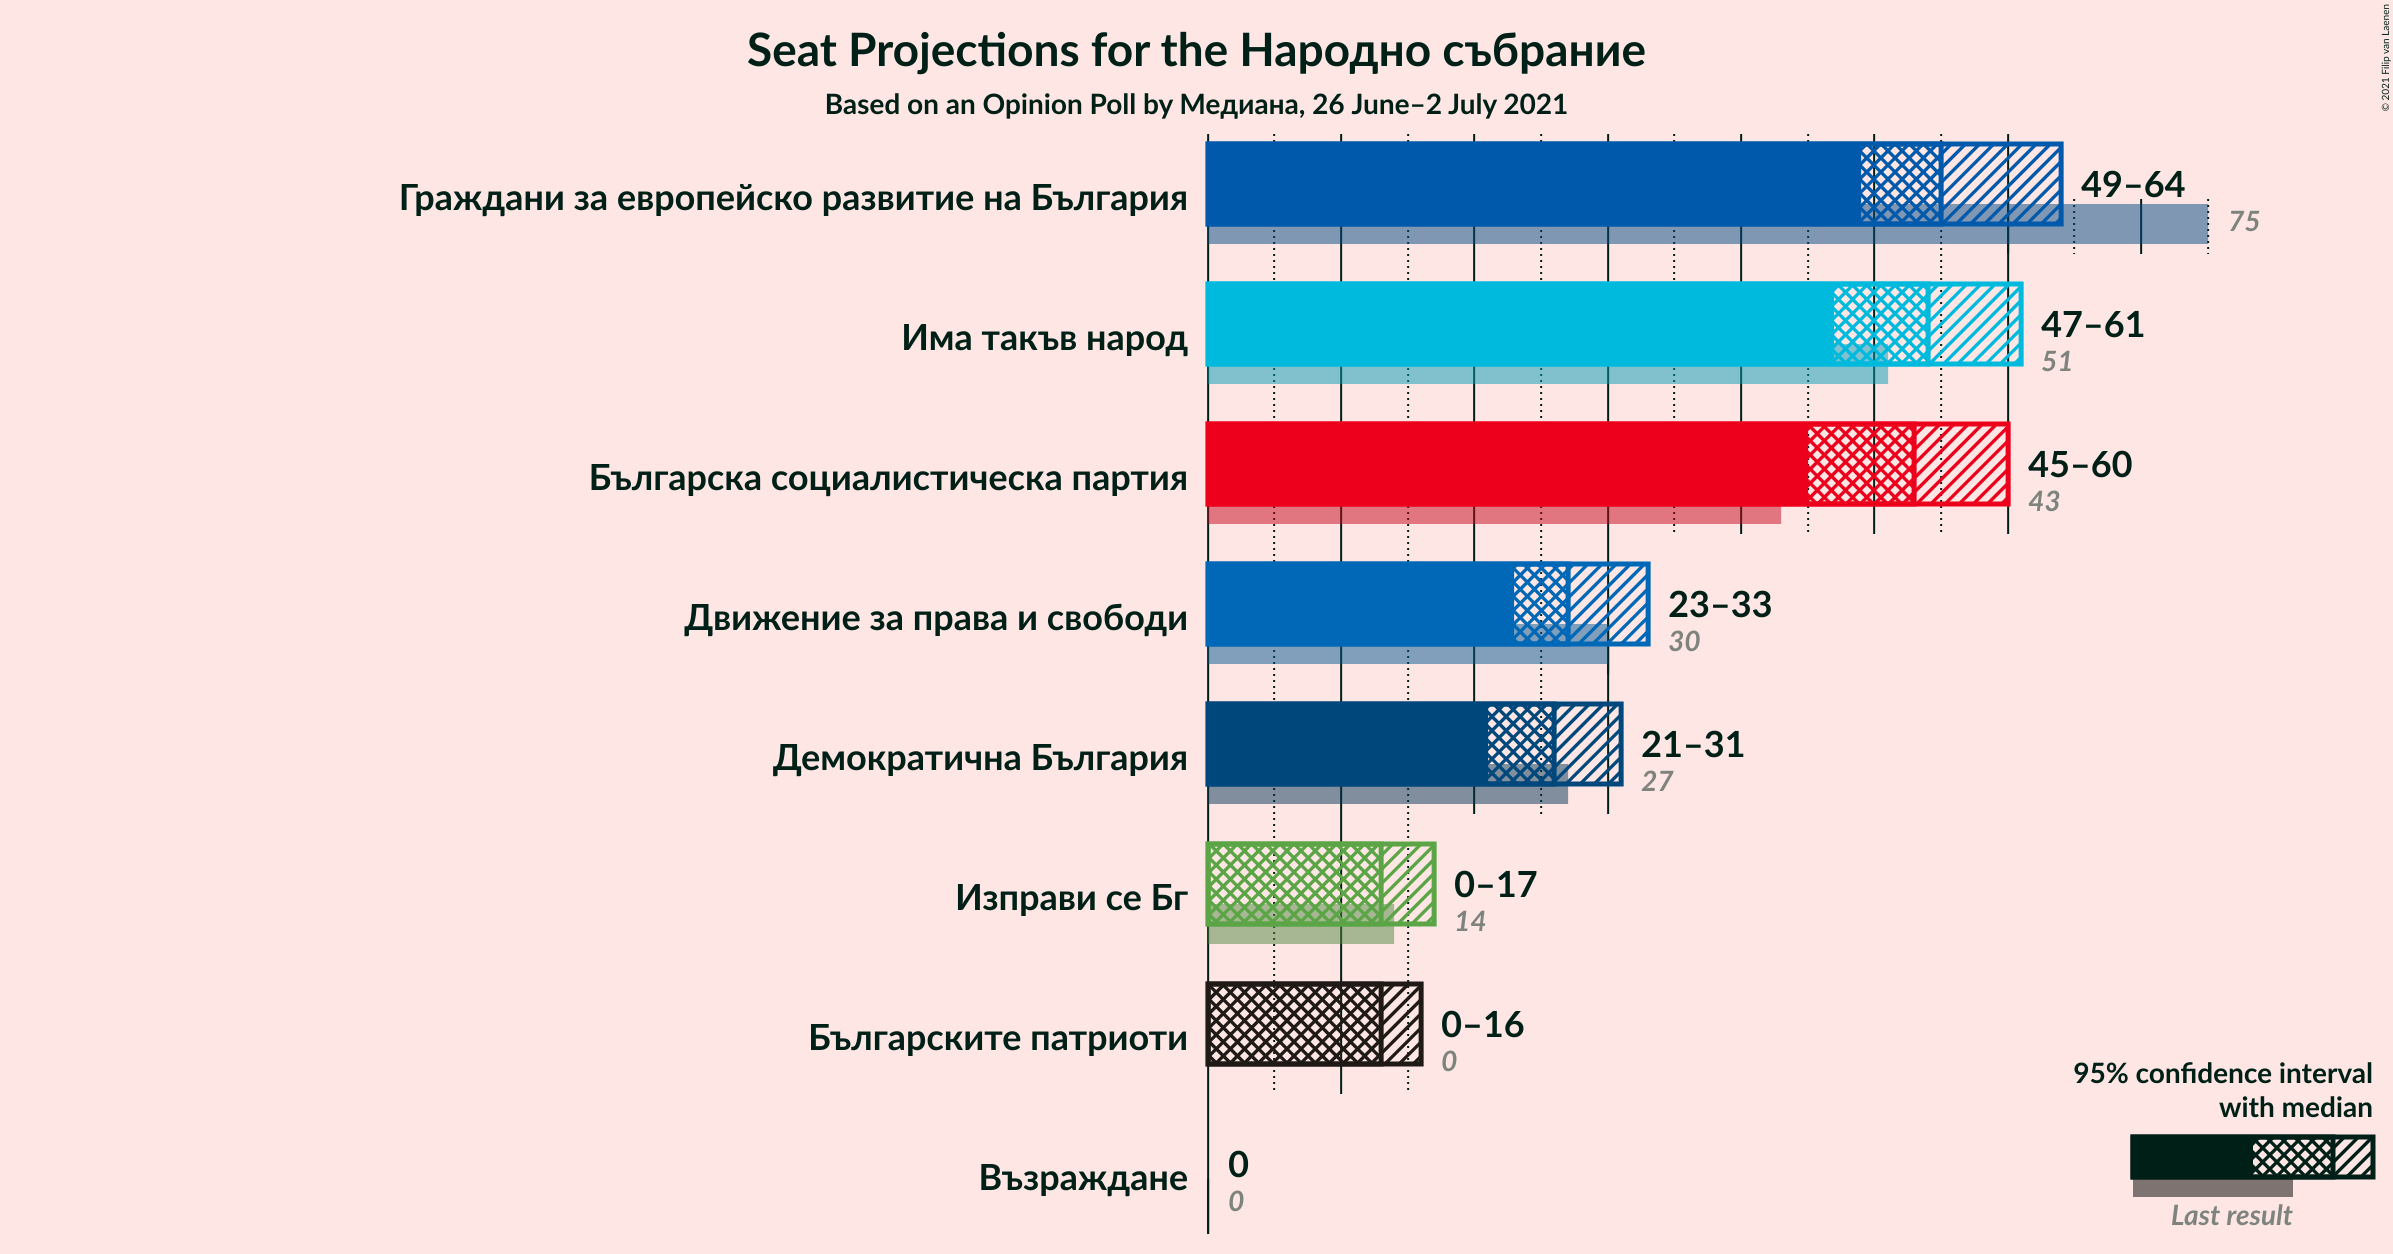 Seat Projections for the Народно събрание
Based on an Opinion Poll by Медиана, 26 June–2 July 2021
© 2021 Filip van Laenen
Граждани за европейско развитие на България
49–64
75
Има такъв народ
47–61
51
Българска социалистическа партия
45–60
43
Движение за права и свободи
23–33
30
Демократична България
21–31
27
Изправи се Бг
0–17
14
Българските патриоти
0–16
0
Възраждане
0
0
95% confidence interval
with median
Last result